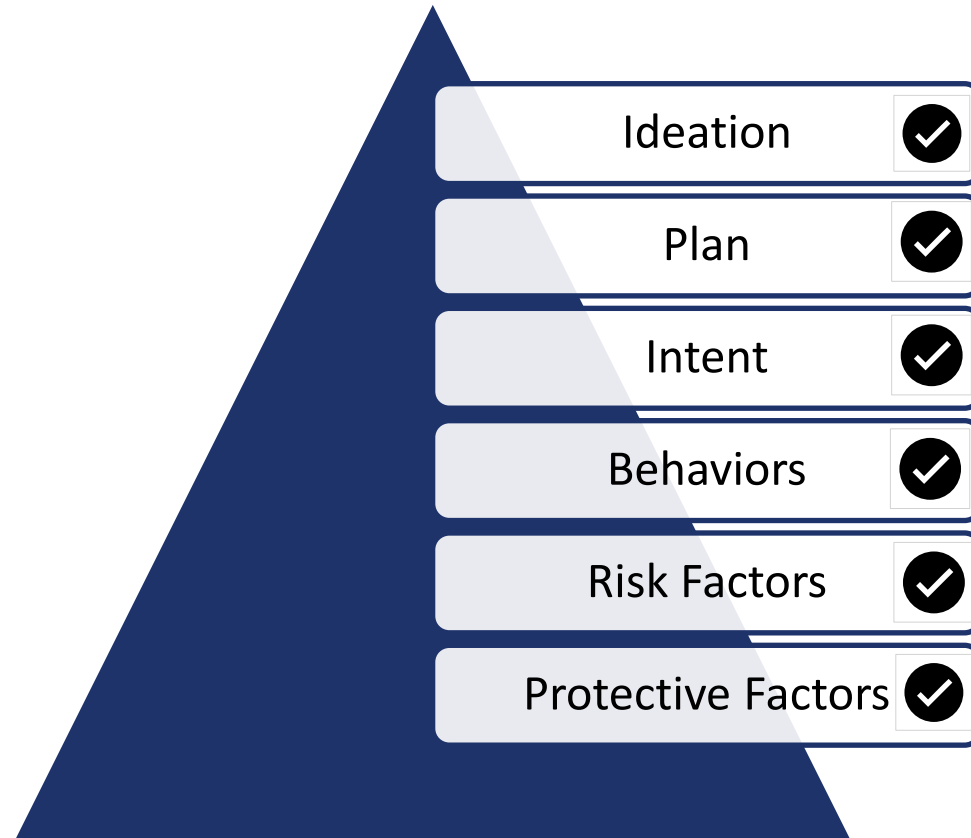 Ideation
Plan
Intent
Behaviors
Risk Factors
Protective Factors